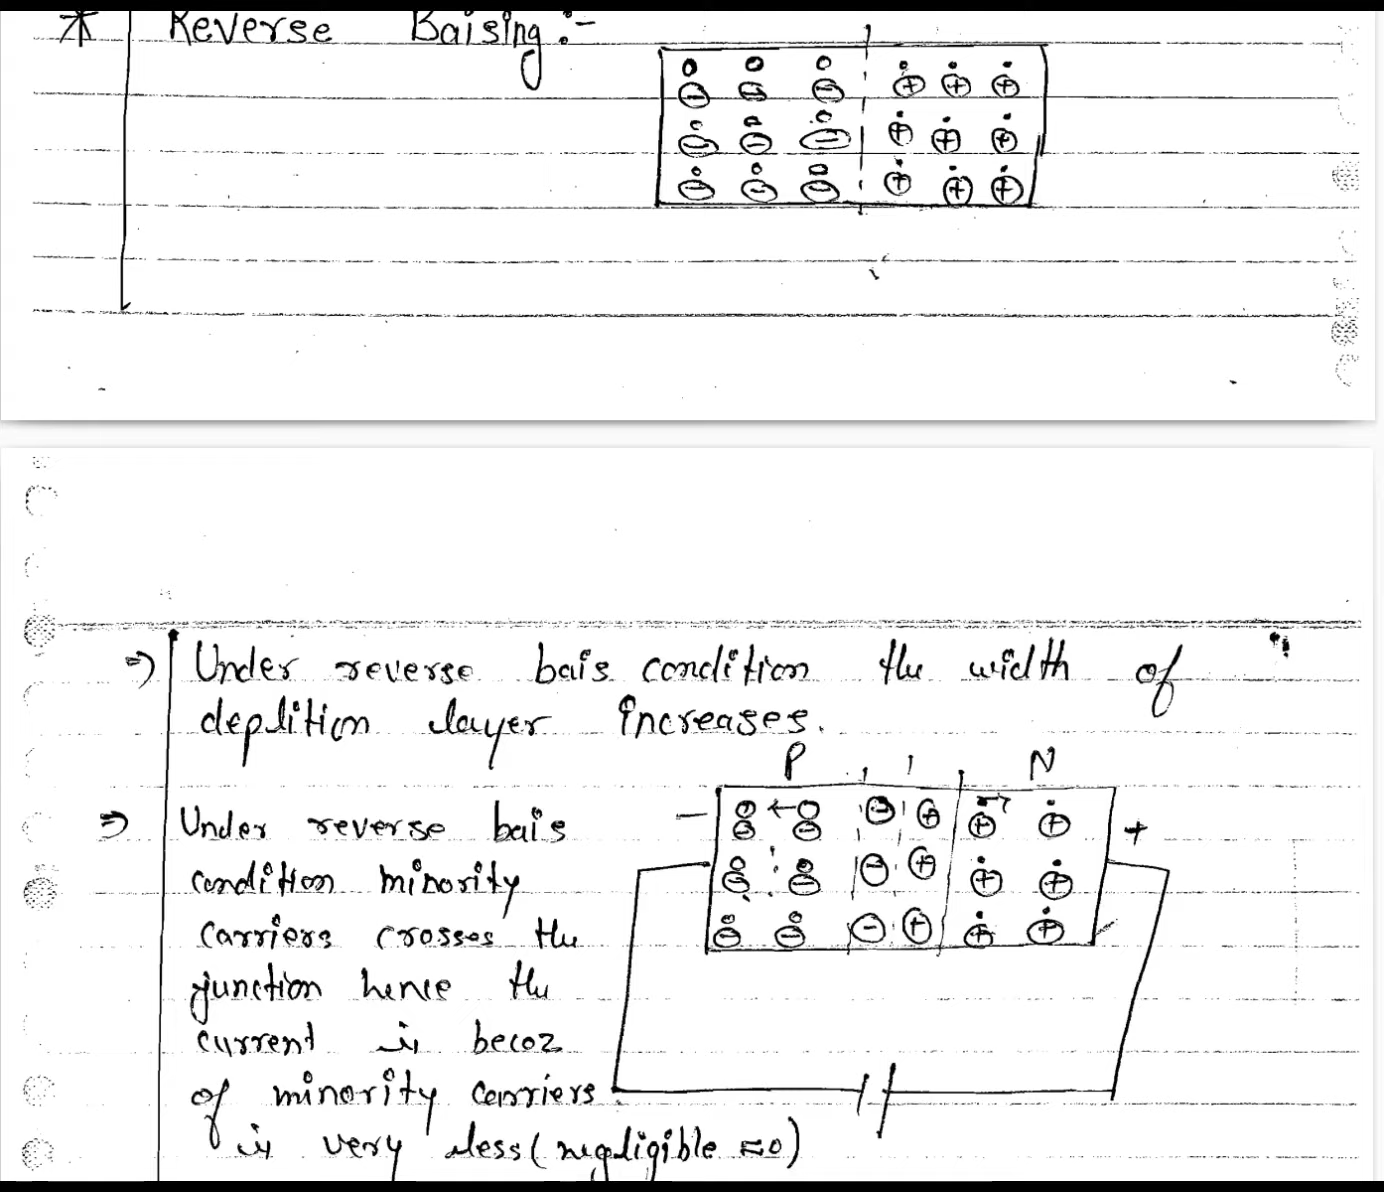 * Reverse Baising :-
=> Under reverse bais condition the width of
deplition layer increases.
P N
=> Under reverse bais
condition minority
carriers crosses the
junction hence the
current is becoz
of minority carriers
is very less (negligible ≈0)
- +